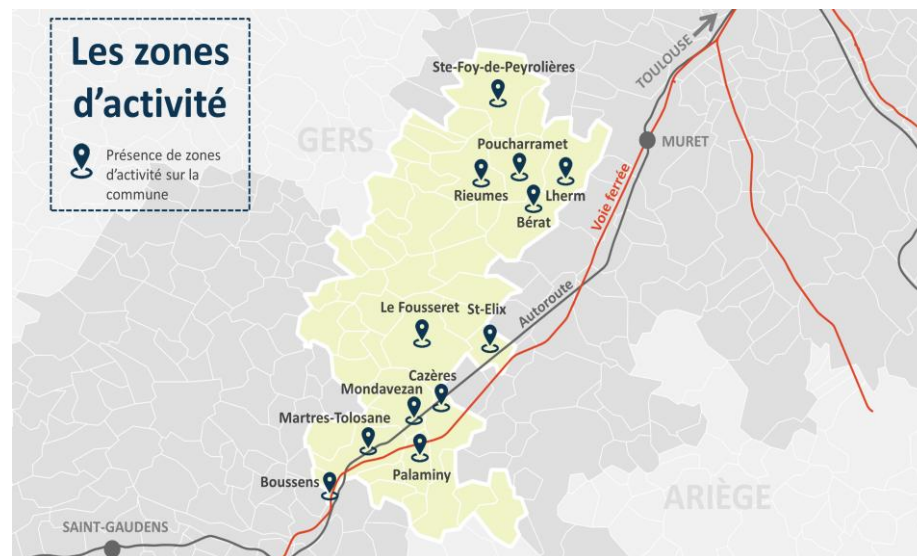 Les zones
d'activité
Présence de zones
d'activité sur la
commune
GERS
TOULOUSE
Ste-Foy-de-Peyrolières
MURET
Poucharramet
Rieumes
Lherm
Bérat
Voie ferrée
Autoroute
Le Fousseret
St-Elix
Cazères
Mondavezan
Martres-Tolosane
Palaminy
Boussens
ARIÈGE
SAINT-GAUDENS